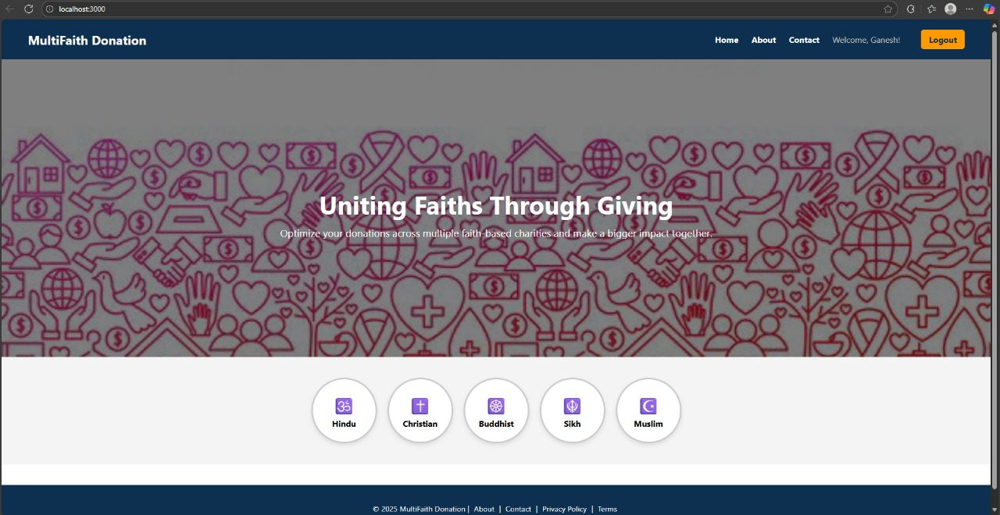 localhost:3000
MultiFaith Donation
Home About Contact Welcome, Ganesh! Logout
Uniting Faiths Through Giving
Optimize your donations across multiple faith-based charities and make a bigger impact together.
Hindu Christian Buddhist Sikh Muslim
© 2025 MultiFaith Donation | About | Contact | Privacy Policy | Terms